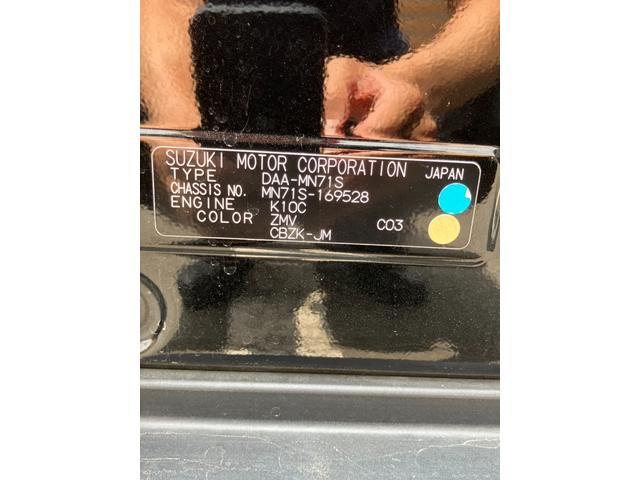 SUZUKI MOTOR CORPORATION JAPAN
TYPE DAA-MN71S
CHASSIS NO. MN71S-169528
ENGINE K10C
COLOR ZMV C03
CBZK-JM